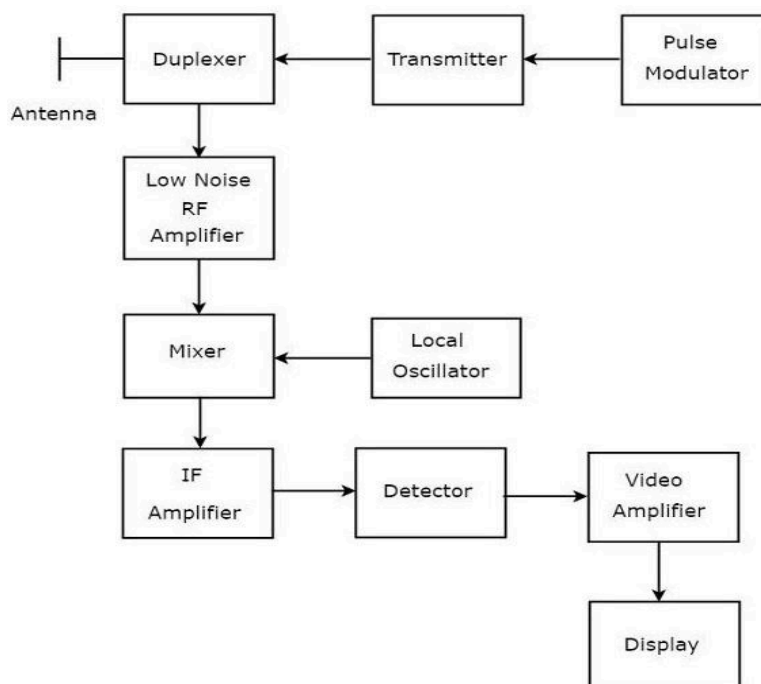 Duplexer
Transmitter
Pulse
Modulator
Antenna
Low Noise
RF
Amplifier
Mixer
Local
Oscillator
IF
Amplifier
Detector
Video
Amplifier
Display